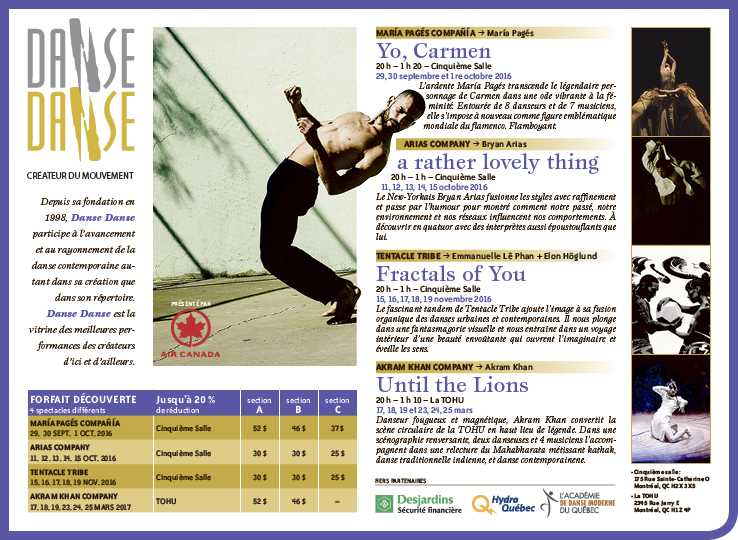 DANSE
DANSE
CRÉATEUR DU MOUVEMENT
Depuis sa fondation en
1998, Danse Danse
participe à l'avancement
et au rayonnement de la
danse contemporaine au-
tant dans sa création que
dans son répertoire.
Danse Danse est la
vitrine des meilleures per-
formances des créateurs
d'ici et d'ailleurs.
PRÉSENTÉ PAR
AIR CANADA
FORFAIT DÉCOUVERTE
4 spectacles différents
Jusqu'à 20 %
de réduction
section
A
section
B
section
C
MARÍA PAGÉS COMPAÑÍA
29, 30 SEPT, 1 OCT, 2016
Cinquième Salle
52 $
46 $
37 $
ARIAS COMPANY
11, 12, 13, 14, 15 OCT, 2016
Cinquième Salle
30 $
30 $
25 $
TENTACLE TRIBE
15, 16, 17, 18, 19 NOV, 2016
Cinquième Salle
30 $
30 $
25 $
AKRAM KHAN COMPANY
17, 18, 19, 23, 24, 25 MARS 2017
TOHU
52 $
46 $
–
MARÍA PAGÉS COMPAÑÍA → María Pagés
Yo, Carmen
20 h – 1 h 20 – Cinquième Salle
29, 30 septembre et 1re octobre 2016
L'ardente María Pagés transcende le légendaire per-
sonnage de Carmen dans une ode vibrante à la fé-
minité. Entourée de 8 danseurs et de 7 musiciens,
elle s'impose à nouveau comme figure emblématique
mondiale du flamenco. Flamboyant.
ARIAS COMPANY → Bryan Arias
a rather lovely thing
20 h – 1 h – Cinquième Salle
11, 12, 13, 14, 15 octobre 2016
Le New-Yorkais Bryan Arias fusionne les styles avec raffinement
et passe par l'humour pour montré comment notre passé, notre
environnement et nos réseaux influencent nos comportements. À
découvrir en quatuor avec des interprètes aussi époustouflants que
lui.
TENTACLE TRIBE → Emmanuelle Lê Phan + Elon Höglund
Fractals of You
20 h – 1 h – Cinquième Salle
15, 16, 17, 18, 19 novembre 2016
Le fascinant tandem de Tentacle Tribe ajoute l'image à sa fusion
organique des danses urbaines et contemporaines. Il nous plonge
dans une fantasmagorie visuelle et nous entraîne dans un voyage
intérieur d'une beauté envoûtante qui ouvrent l'imaginaire et
éveille les sens.
AKRAM KHAN COMPANY → Akram Khan
Until the Lions
20 h – 1 h 10 – La TOHU
17, 18, 19 et 23, 24, 25 mars
Danseur fougueux et magnétique, Akram Khan convertit la
scène circulaire de la TOHU en haut lieu de légende. Dans une
scénographie renversante, deux danseuses et 4 musiciens l'accom-
pagnent dans une relecture du Mahabharata métissant kathak,
danse traditionnelle indienne, et danse contemporaine.
FIERS PARTENAIRES
Desjardins
Sécurité financière
Hydro
Québec
L'ACADÉMIE
DE DANSE MODERNE
DU QUÉBEC
• Cinquième salle:
175 Rue Sainte-Catherine O
Montréal, QC H2X 3X5
• La TOHU
2345 Rue Jarry E
Montréal, QC H1Z 4P